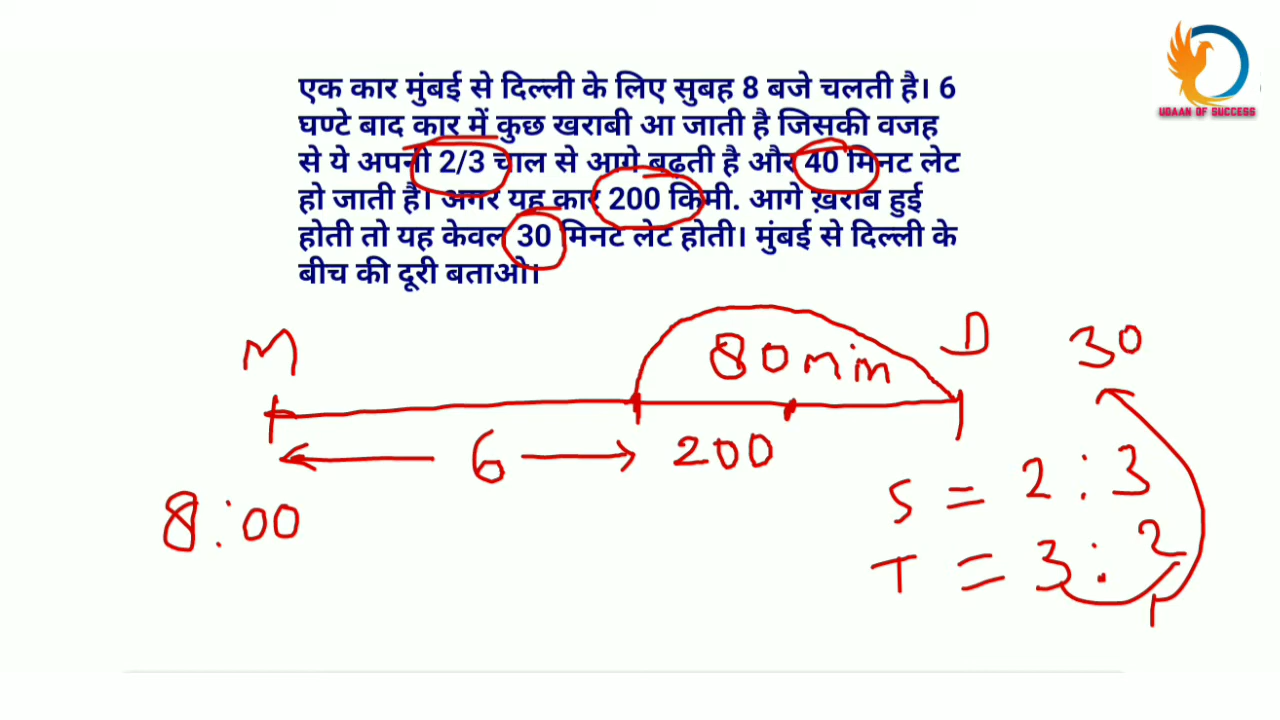 UDAAN OF SUCCESS
एक कार मुंबई से दिल्ली के लिए सुबह 8 बजे चलती है। 6
घण्टे बाद कार में कुछ खराबी आ जाती है जिसकी वजह
से ये अपनी 2/3 चाल से आगे बढ़ती है और 40 मिनट लेट
हो जाती है। अगर यह कार 200 किमी. आगे ख़राब हुई
होती तो यह केवल 30 मिनट लेट होती। मुंबई से दिल्ली के
बीच की दूरी बताओ।
M 80 min D 30
6 200
8:00
S = 2 : 3
T = 3 : 2
1